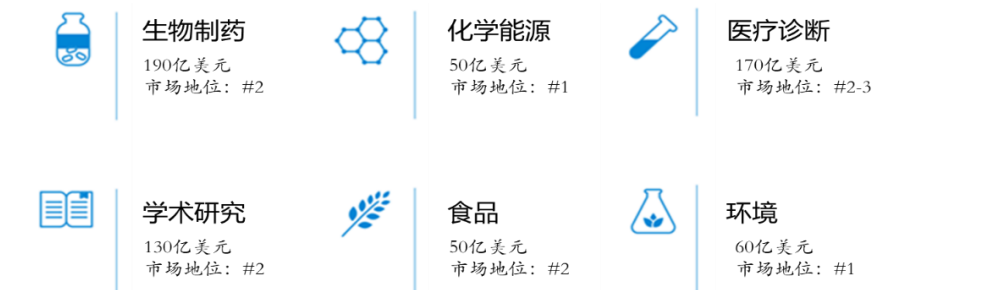 生物制药
190亿美元
市场地位：#2
化学能源
50亿美元
市场地位：#1
医疗诊断
170亿美元
市场地位：#2-3
学术研究
130亿美元
市场地位：#2
食品
50亿美元
市场地位：#2
环境
60亿美元
市场地位：#1